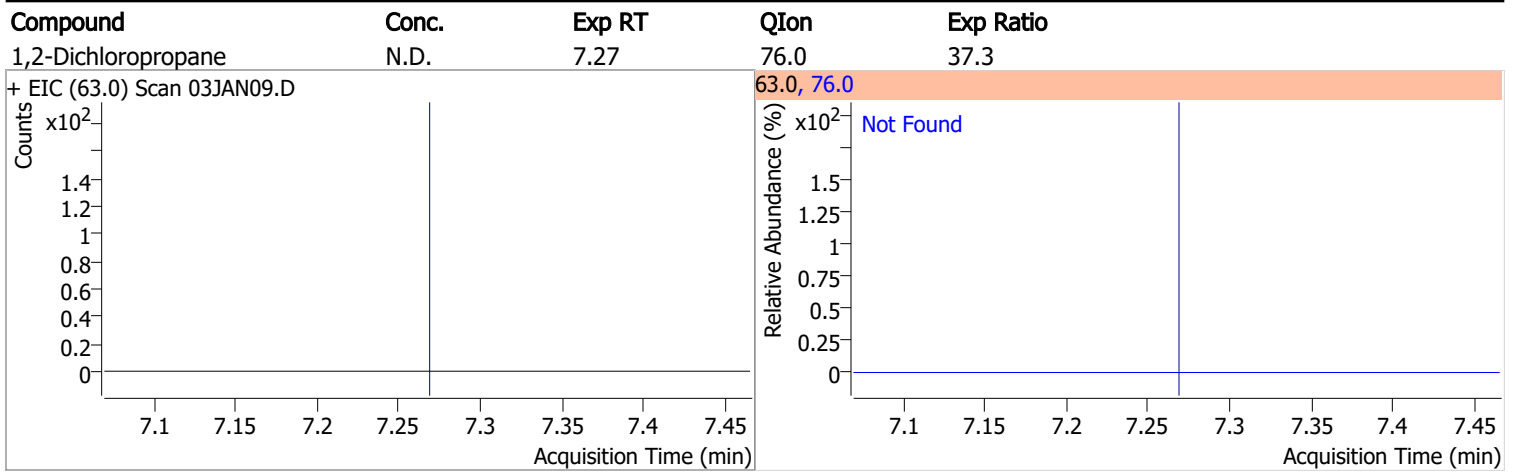 Compound Conc. Exp RT QIon Exp Ratio
1,2-Dichloropropane N.D. 7.27 76.0 37.3
+ EIC (63.0) Scan 03JAN09.D
Counts
x10²
1.4
1.2
1
0.8
0.6
0.4
0.2
0
7.1 7.15 7.2 7.25 7.3 7.35 7.4 7.45
Acquisition Time (min)
63.0, 76.0
Relative Abundance (%)
x10²
Not Found
1.5
1.25
1
0.75
0.5
0.25
0
7.1 7.15 7.2 7.25 7.3 7.35 7.4 7.45
Acquisition Time (min)